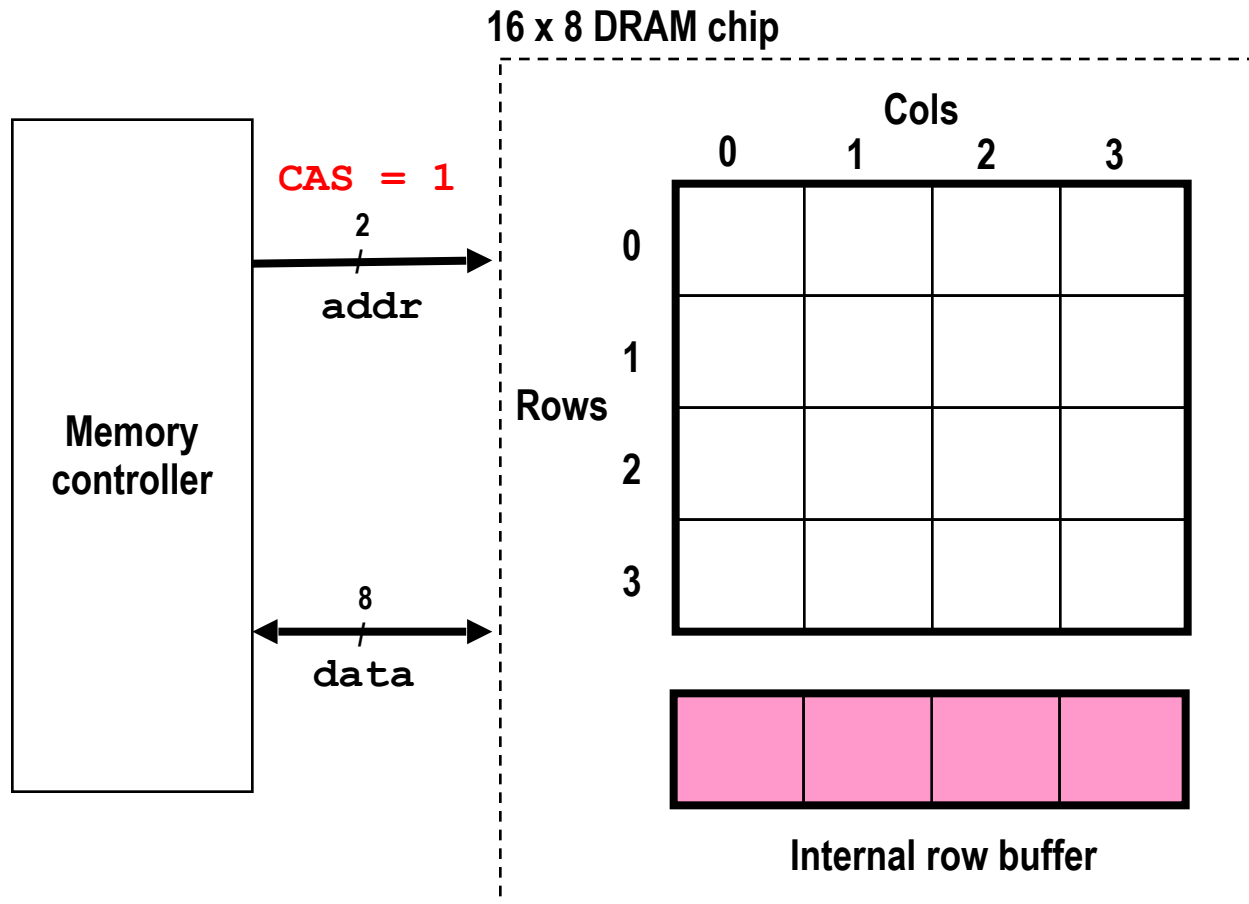 16 x 8 DRAM chip
Cols
0 1 2 3
CAS = 1
2
addr
0
1
Rows
2
3
Memory
controller
8
data
Internal row buffer